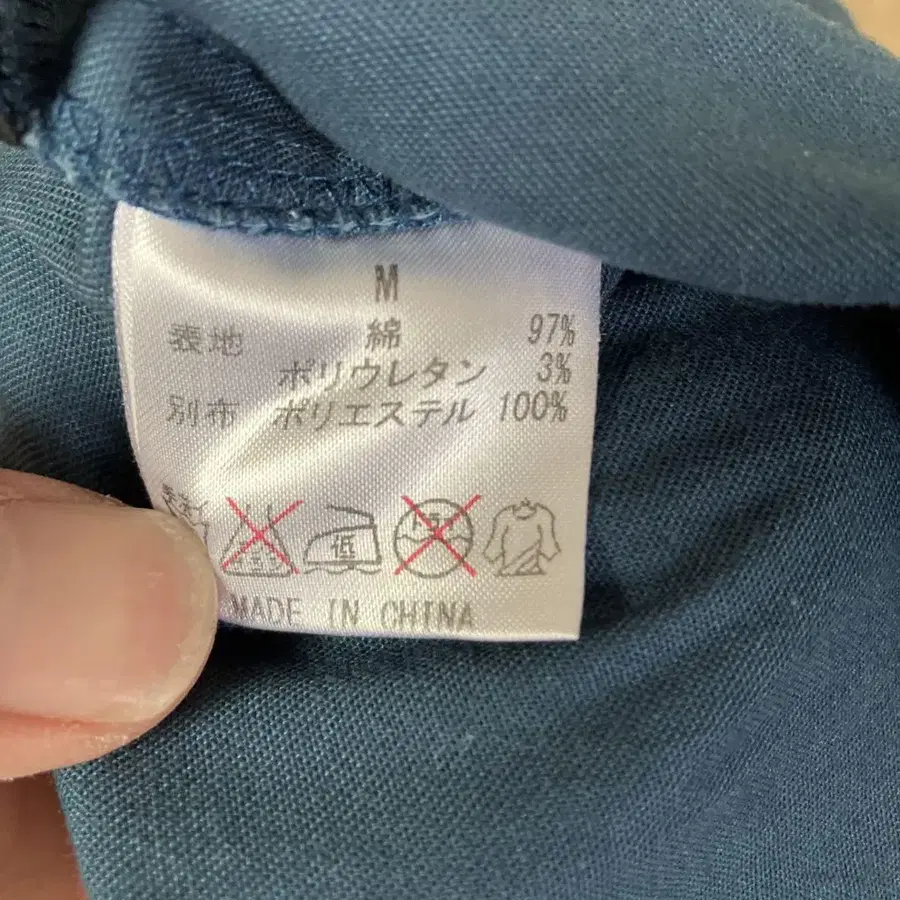 M
表地 綿 97%
ポリウレタン 3%
別布 ポリエステル 100%
低
MADE IN CHINA